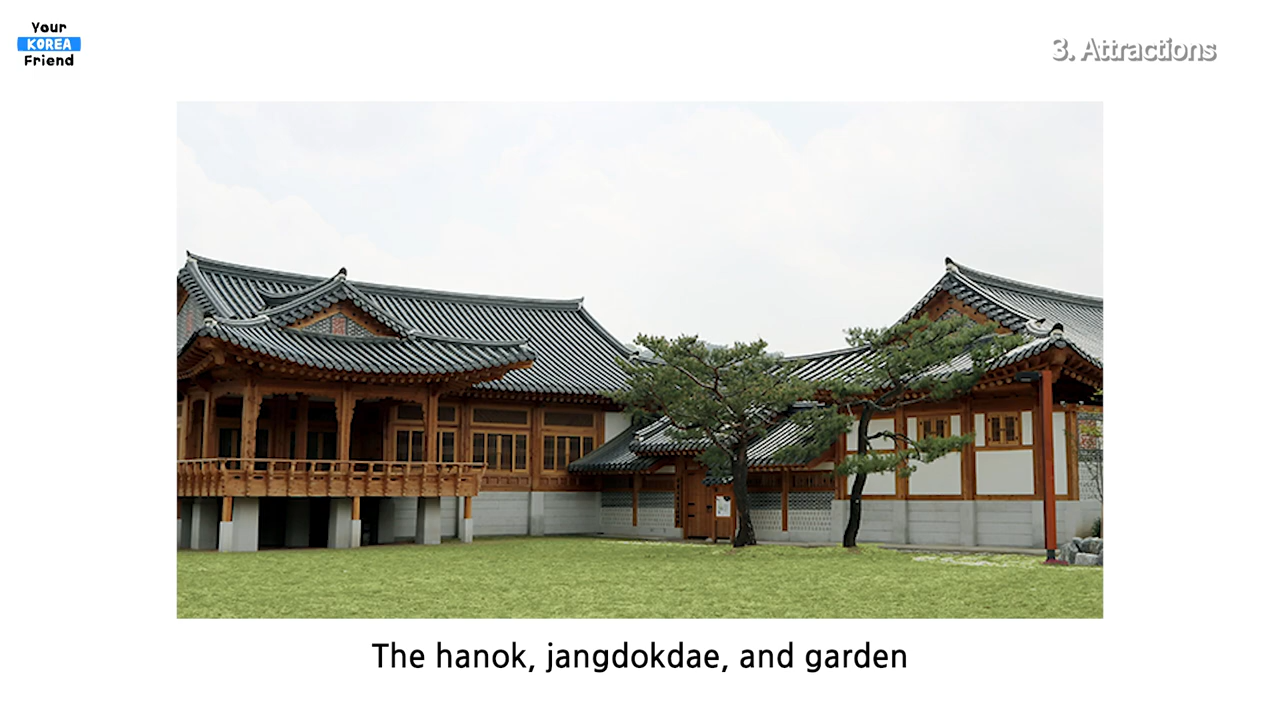 Your
KOREA
Friend
3. Attractions
The hanok, jangdokdae, and garden